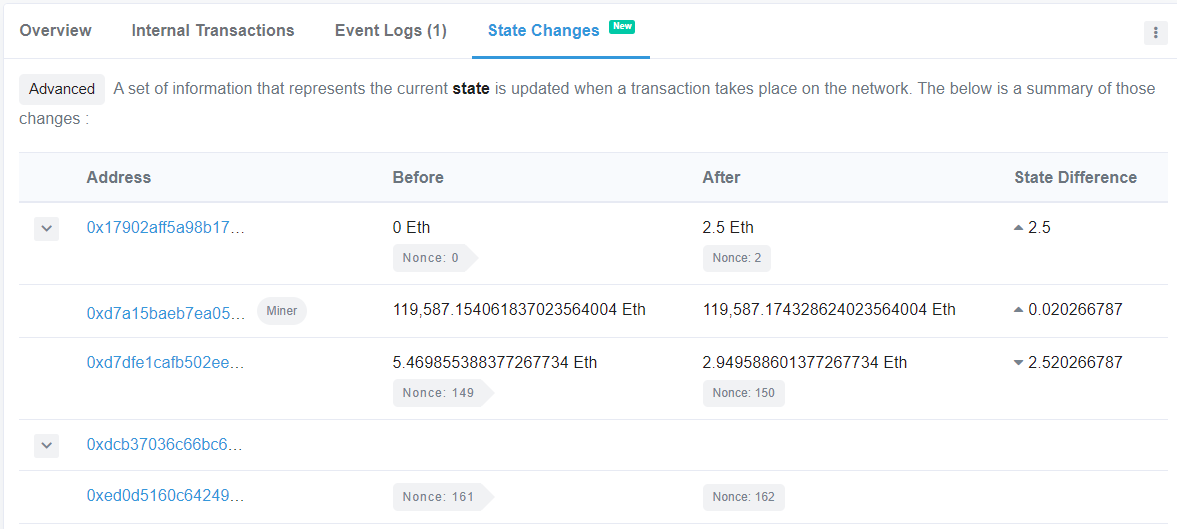 Overview Internal Transactions Event Logs (1) State Changes New
Advanced A set of information that represents the current state is updated when a transaction takes place on the network. The below is a summary of those
changes :
Address Before After State Difference
0x17902aff5a98b17... 0 Eth 2.5 Eth 2.5
Nonce: 0 Nonce: 2
0xd7a15baeb7ea05... Miner 119,587.154061837023564004 Eth 119,587.174328624023564004 Eth 0.020266787
0xd7dfe1cafb502ee... 5.469855388377267734 Eth 2.949588601377267734 Eth 2.520266787
Nonce: 149 Nonce: 150
0xdcb37036c66bc6...
0xed0d5160c64249... Nonce: 161 Nonce: 162